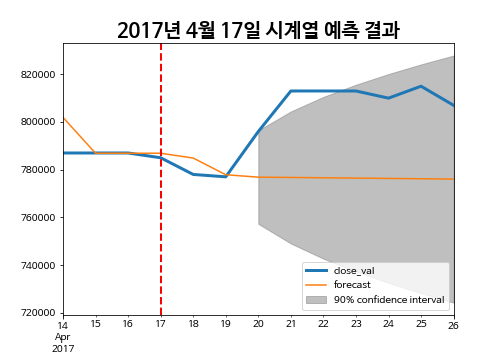 2017년 4월 17일 시계열 예측 결과
820000
800000
780000
760000
740000
720000
close_val
forecast
90% confidence interval
14 15 16 17 18 19 20 21 22 23 24 25 26
Apr
2017